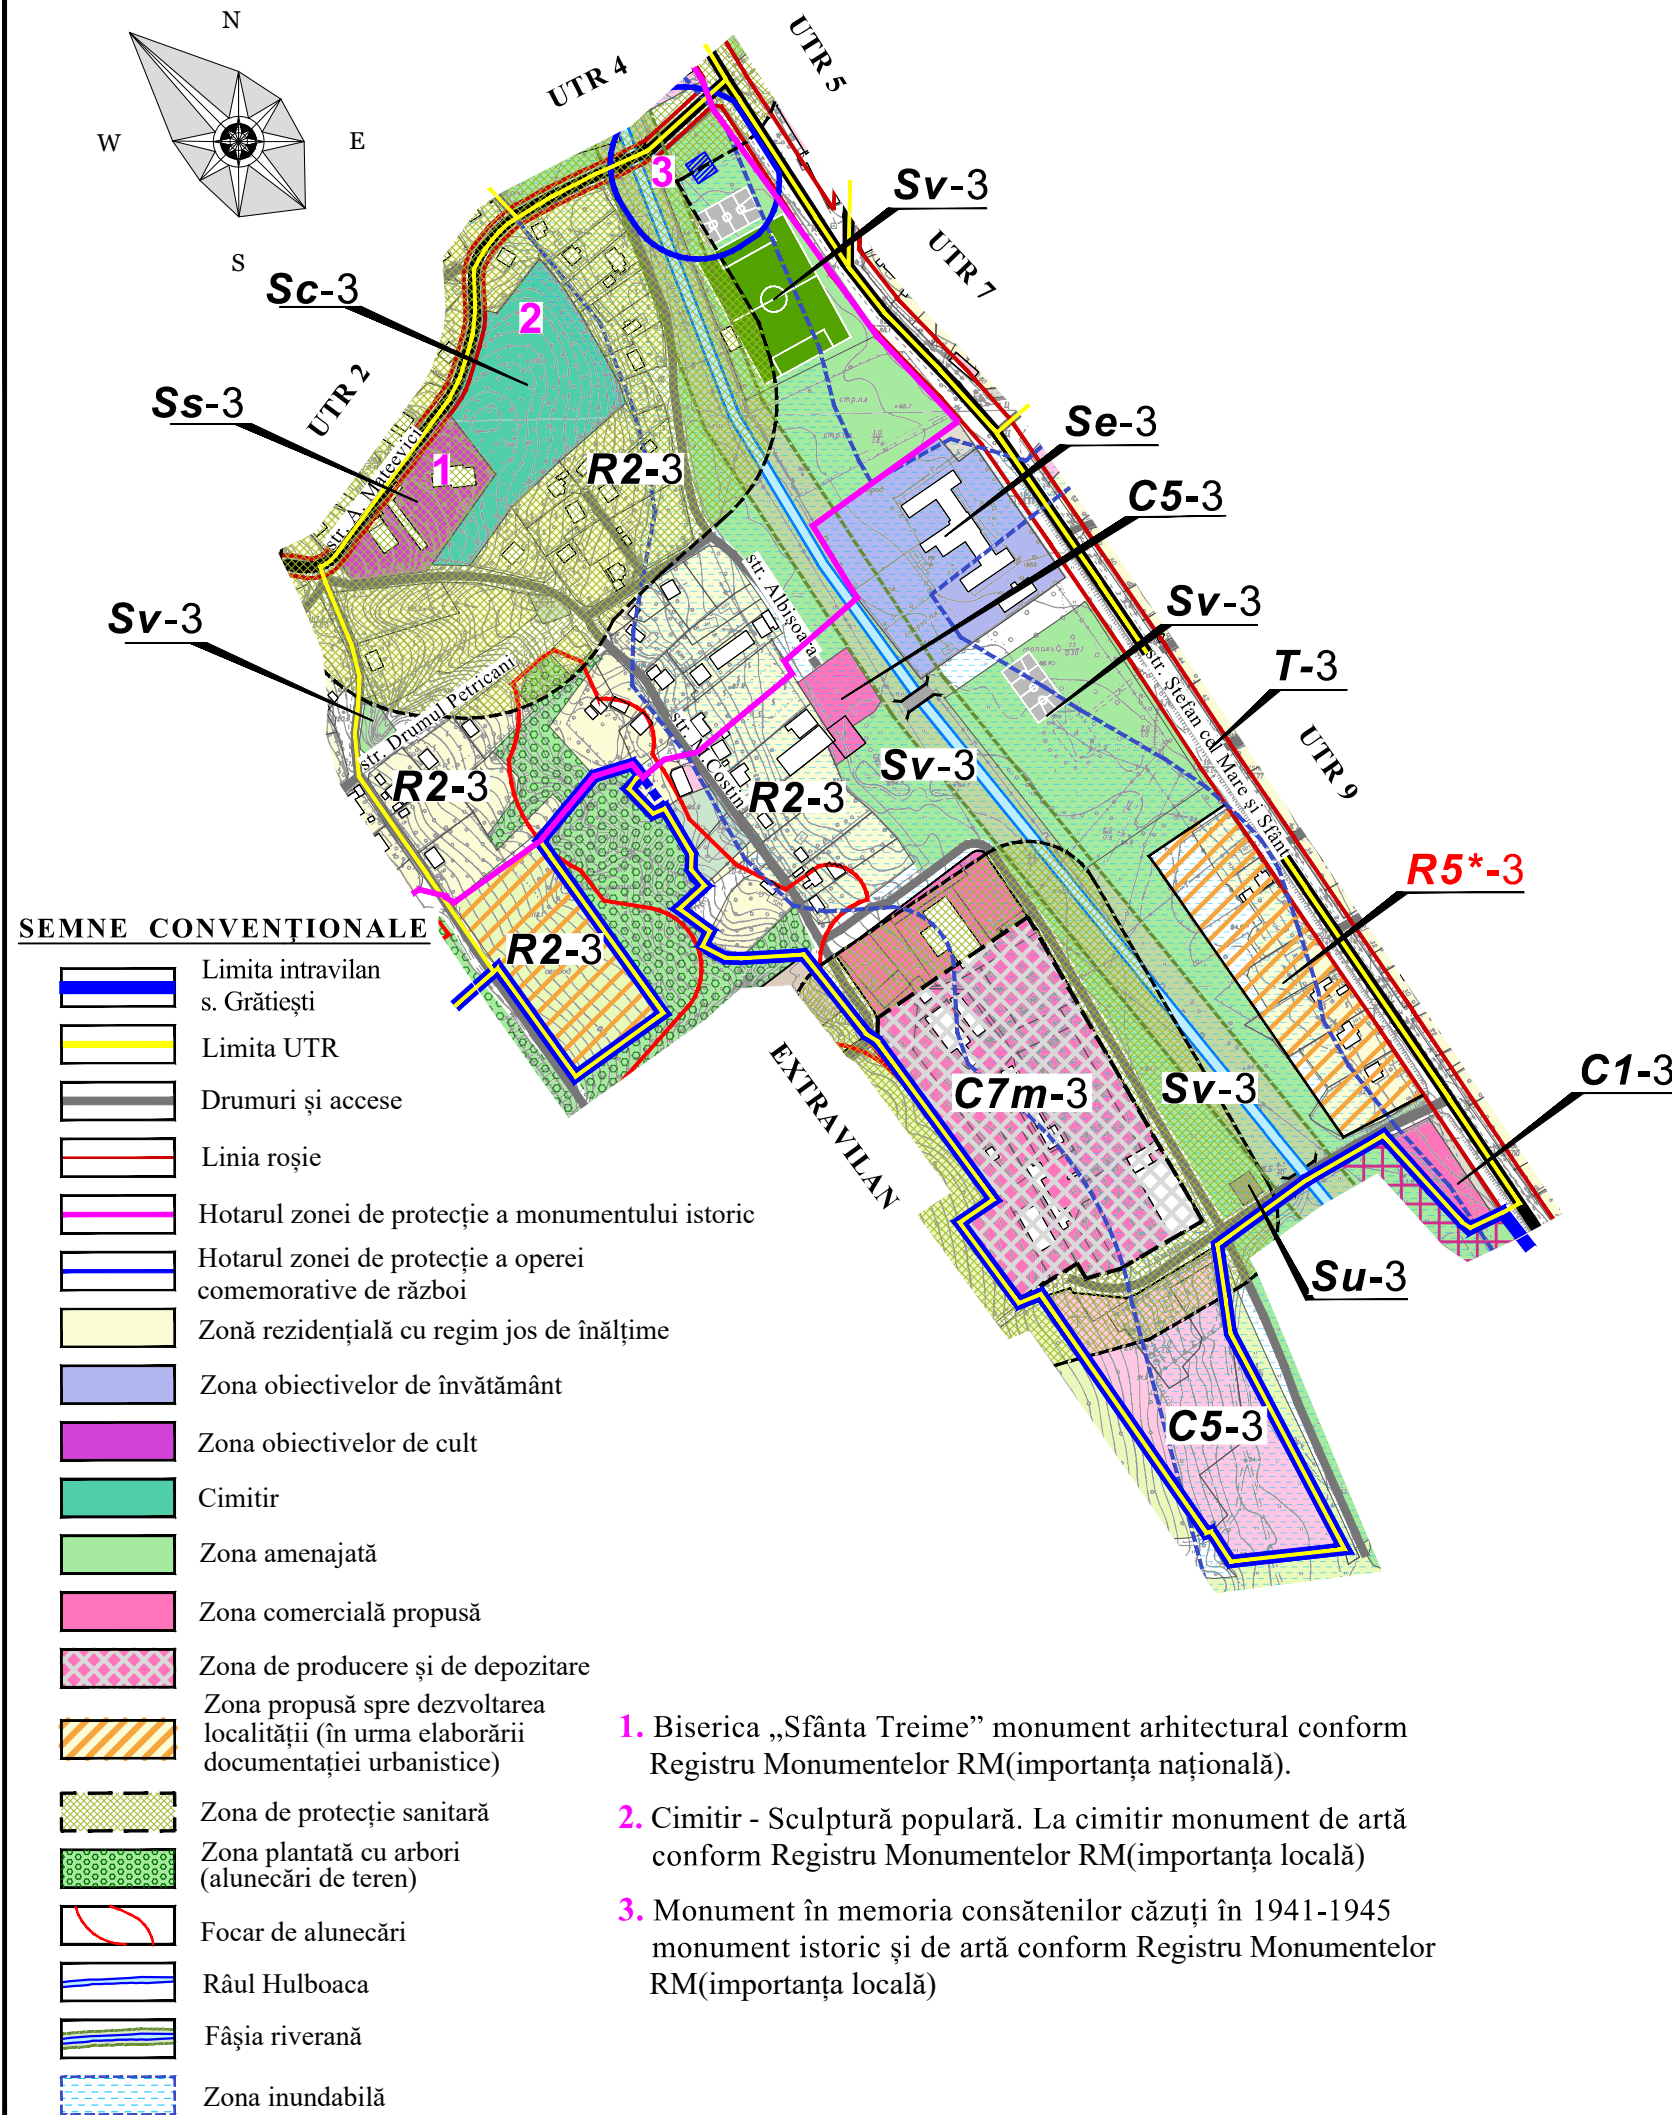 N
W
E
S
UTR 4
UTR 5
UTR 7
UTR 2
UTR 9
EXTRAVILAN
3
Sv-3
Sc-3
2
Ss-3
1
str. A. Mateevici
R2-3
Se-3
C5-3
str. Albișoara
Sv-3
Sv-3
str. Drumul Petricani
T-3
str. Ștefan cel Mare și Sfânt
R2-3
R2-3
Sv-3
R5*-3
R2-3
C7m-3
Sv-3
C1-3
Su-3
C5-3
SEMNE CONVENŢIONALE
Limita intravilan
s. Grătiești
Limita UTR
Drumuri și accese
Linia roșie
Hotarul zonei de protecție a monumentului istoric
Hotarul zonei de protecție a operei
comemorative de război
Zonă rezidențială cu regim jos de înălțime
Zona obiectivelor de învătământ
Zona obiectivelor de cult
Cimitir
Zona amenajată
Zona comercială propusă
Zona de producere și de depozitare
Zona propusă spre dezvoltarea
localității (în urma elaborării
documentației urbanistice)
Zona de protecție sanitară
Zona plantată cu arbori
(alunecări de teren)
Focar de alunecări
Râul Hulboaca
Fâşia riverană
Zona inundabilă
1. Biserica „Sfânta Treime” monument arhitectural conform
Registru Monumentelor RM(importanța națională).
2. Cimitir - Sculptură populară. La cimitir monument de artă
conform Registru Monumentelor RM(importanța locală)
3. Monument în memoria consătenilor căzuți în 1941-1945
monument istoric și de artă conform Registru Monumentelor
RM(importanța locală)